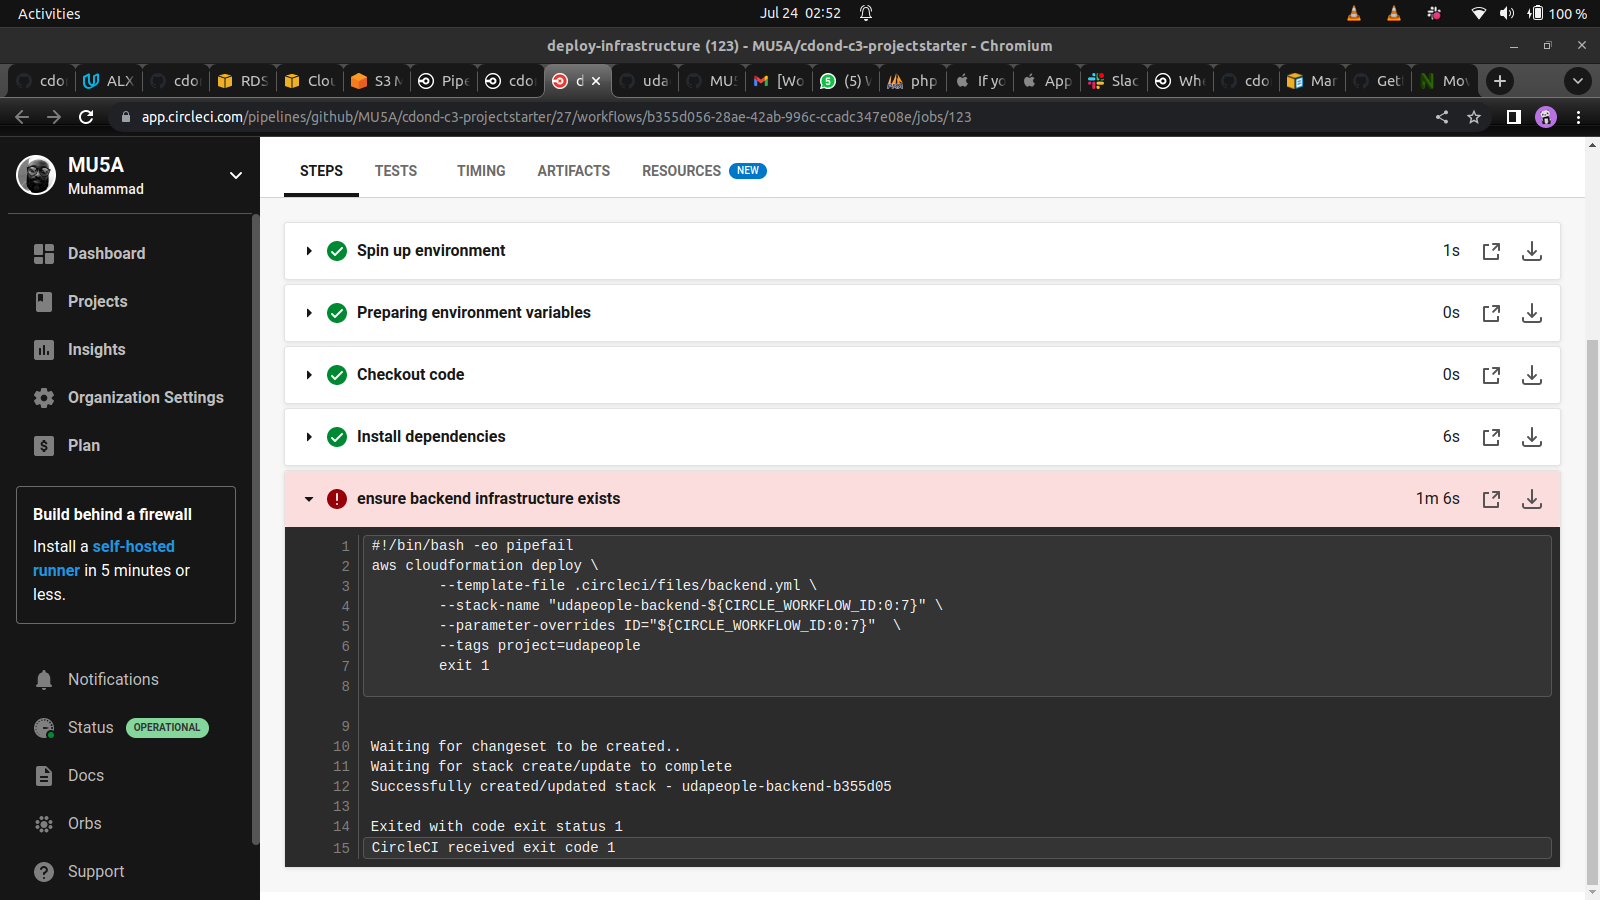 Activities
Jul 24 02:52
100 %
deploy-infrastructure (123) - MU5A/cdond-c3-projectstarter - Chromium
cdor
ALX
cdor
RDS
Clou
S3 M
Pipe
cdor
d
uda
MU5
[Wo
(5) W
php
If yo
App
Slac
Whe
cdo
Mar
Getl
Mov
app.circleci.com/pipelines/github/MU5A/cdond-c3-projectstarter/27/workflows/b355d056-28ae-42ab-996c-ccadc347e08e/jobs/123
MU5A
Muhammad
Dashboard
Projects
Insights
Organization Settings
Plan
Build behind a firewall
Install a self-hosted
runner in 5 minutes or
less.
Notifications
Status OPERATIONAL
Docs
Orbs
Support
STEPS TESTS TIMING ARTIFACTS RESOURCES NEW
Spin up environment 1s
Preparing environment variables 0s
Checkout code 0s
Install dependencies 6s
ensure backend infrastructure exists 1m 6s
1 #!/bin/bash -eo pipefail
2 aws cloudformation deploy \
3 --template-file .circleci/files/backend.yml \
4 --stack-name "udapeople-backend-${CIRCLE_WORKFLOW_ID:0:7}" \
5 --parameter-overrides ID="${CIRCLE_WORKFLOW_ID:0:7}" \
6 --tags project=udapeople
7 exit 1
8
9
10 Waiting for changeset to be created..
11 Waiting for stack create/update to complete
12 Successfully created/updated stack - udapeople-backend-b355d05
13
14 Exited with code exit status 1
15 CircleCI received exit code 1